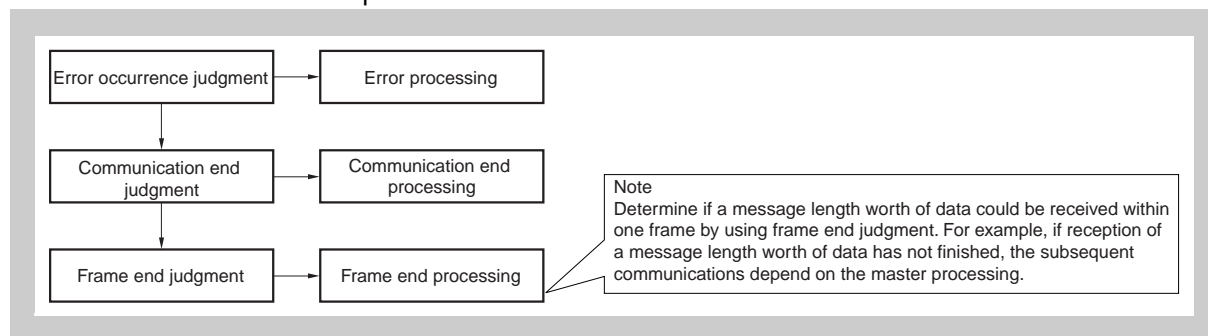 Error occurrence judgment
Error processing
Communication end
judgment
Communication end
processing
Frame end judgment
Frame end processing
Note
Determine if a message length worth of data could be received within
one frame by using frame end judgment. For example, if reception of
a message length worth of data has not finished, the subsequent
communications depend on the master processing.